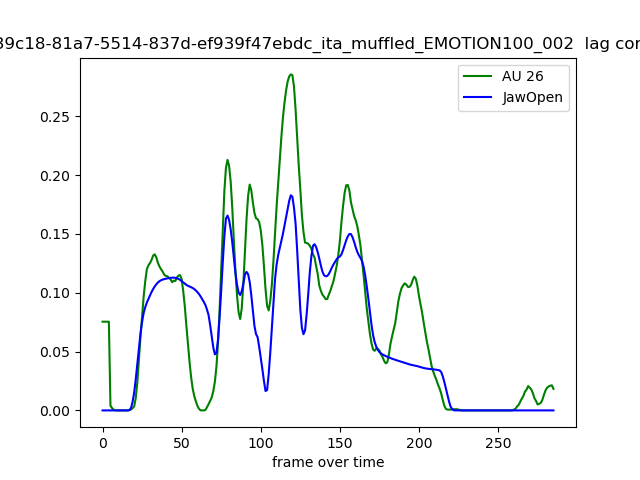 39c18-81a7-5514-837d-ef939f47ebdc_ita_muffled_EMOTION100_002 lag cor
AU 26
JawOpen
0.25
0.20
0.15
0.10
0.05
0.00
0 50 100 150 200 250
frame over time